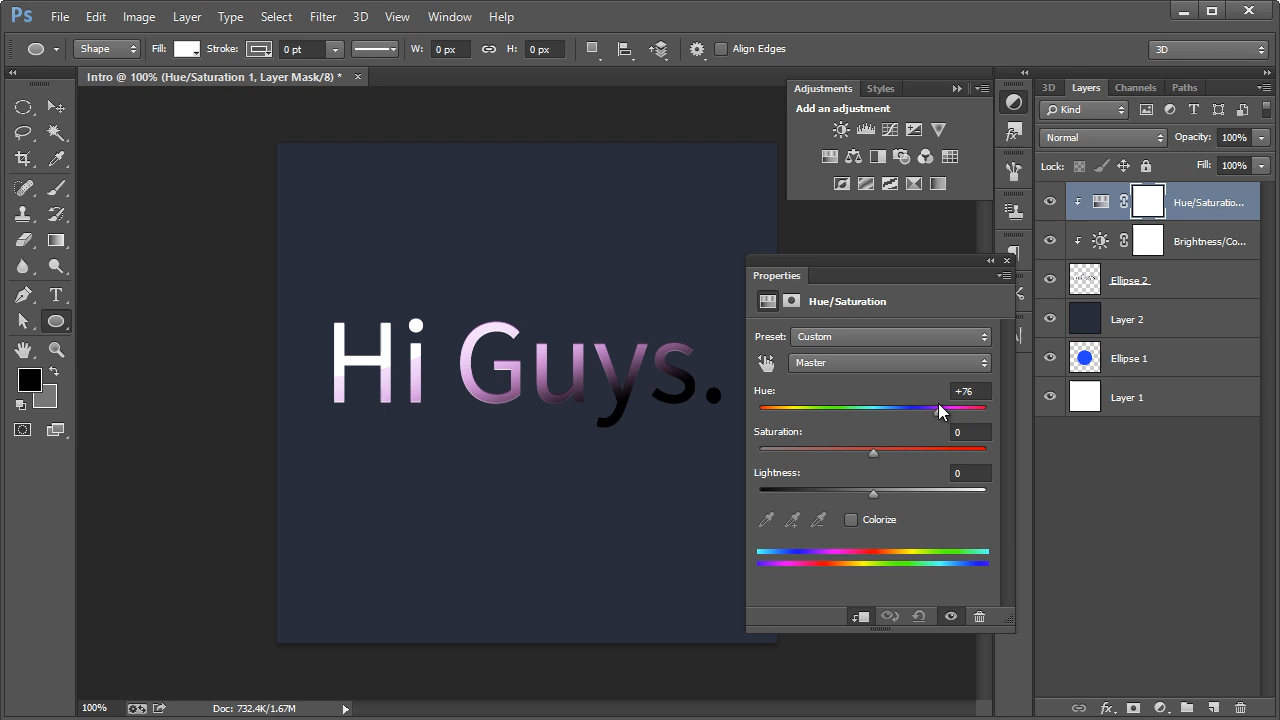 Ps File Edit Image Layer Type Select Filter 3D View Window Help
Shape Fill: Stroke: 0 pt W: 0 px H: 0 px Align Edges 3D
Intro @ 100% (Hue/Saturation 1, Layer Mask/8) *
Adjustments Styles
Add an adjustment
3D Layers Channels Paths
Kind
Normal Opacity: 100%
Lock: Fill: 100%
Hue/Saturatio...
Brightness/Co...
Ellipse 2
Layer 2
Ellipse 1
Layer 1
Hi Guys.
Properties
Hue/Saturation
Preset: Custom
Master
Hue: +76
Saturation: 0
Lightness: 0
Colorize
100% Doc: 732.4K/1.67M